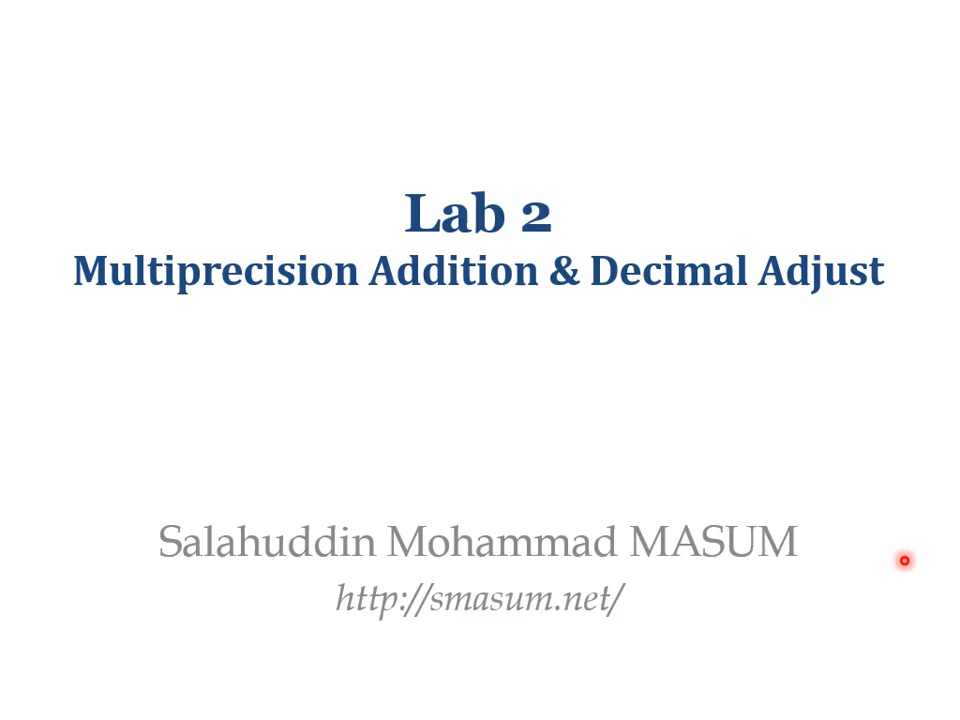 Lab 2
Multiprecision Addition & Decimal Adjust
Salahuddin Mohammad MASUM
http://smasum.net/